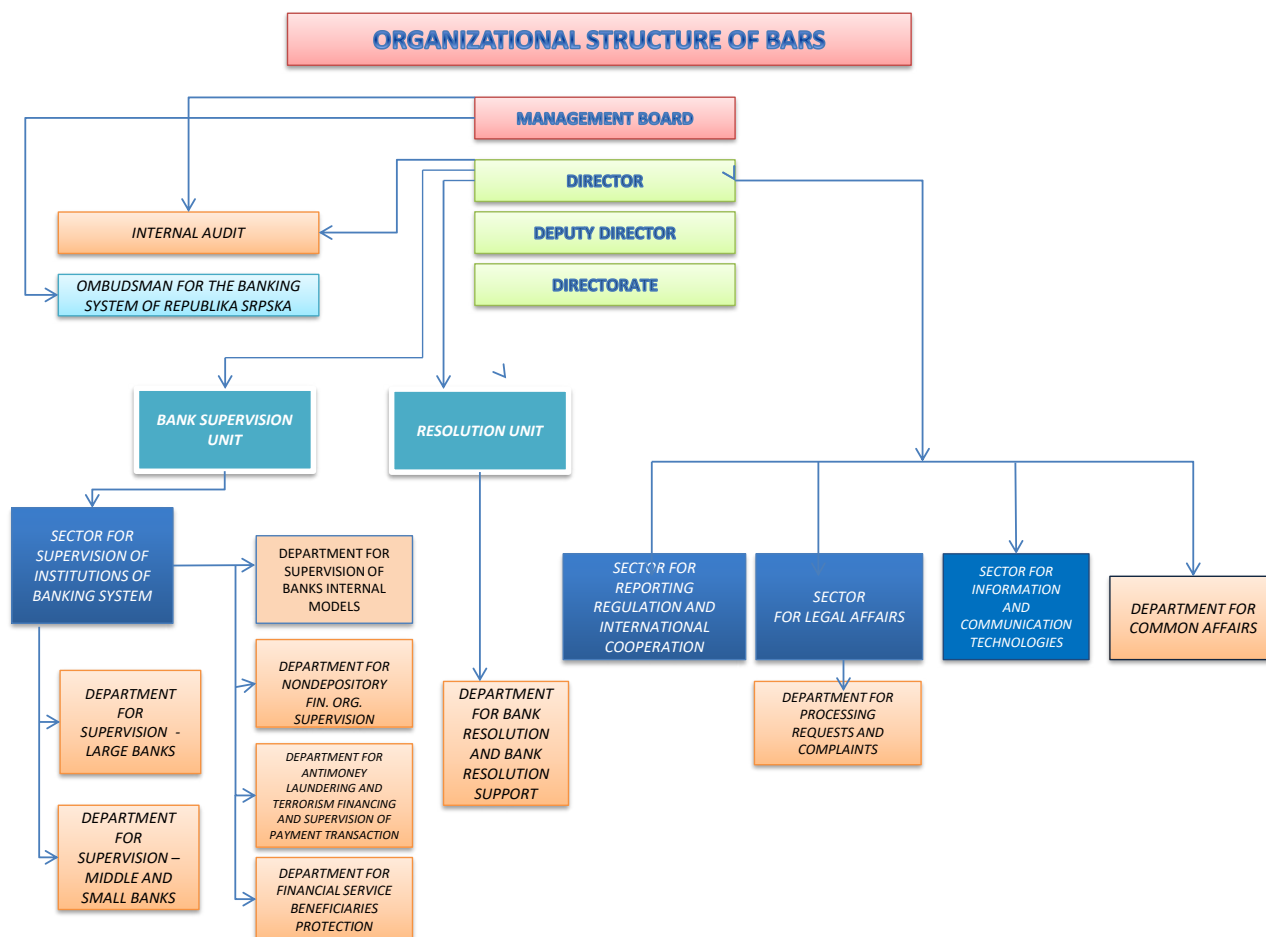 ORGANIZATIONAL STRUCTURE OF BARS
MANAGEMENT BOARD
DIRECTOR
INTERNAL AUDIT
DEPUTY DIRECTOR
OMBUDSMAN FOR THE BANKING
SYSTEM OF REPUBLIKA SRPSKA
DIRECTORATE
BANK SUPERVISION
UNIT
RESOLUTION UNIT
SECTOR FOR
SUPERVISION OF
INSTITUTIONS OF
BANKING SYSTEM
DEPARTMENT FOR
SUPERVISION OF
BANKS INTERNAL
MODELS
SECTOR FOR
REPORTING
REGULATION AND
INTERNATIONAL
COOPERATION
SECTOR
FOR LEGAL AFFAIRS
SECTOR FOR
INFORMATION
AND
COMMUNICATION
TECHNOLOGIES
DEPARTMENT FOR
COMMON AFFAIRS
DEPARTMENT
FOR
SUPERVISION -
LARGE BANKS
DEPARTMENT FOR
NONDEPOSITORY
FIN. ORG.
SUPERVISION
DEPARTMENT
FOR BANK
RESOLUTION
AND BANK
RESOLUTION
SUPPORT
DEPARTMENT FOR
PROCESSING
REQUESTS AND
COMPLAINTS
DEPARTMENT FOR
ANTIMONEY
LAUNDERING AND
TERRORISM FINANCING
AND SUPERVISION OF
PAYMENT TRANSACTION
DEPARTMENT
FOR
SUPERVISION –
MIDDLE AND
SMALL BANKS
DEPARTMENT FOR
FINANCIAL SERVICE
BENEFICIARIES
PROTECTION